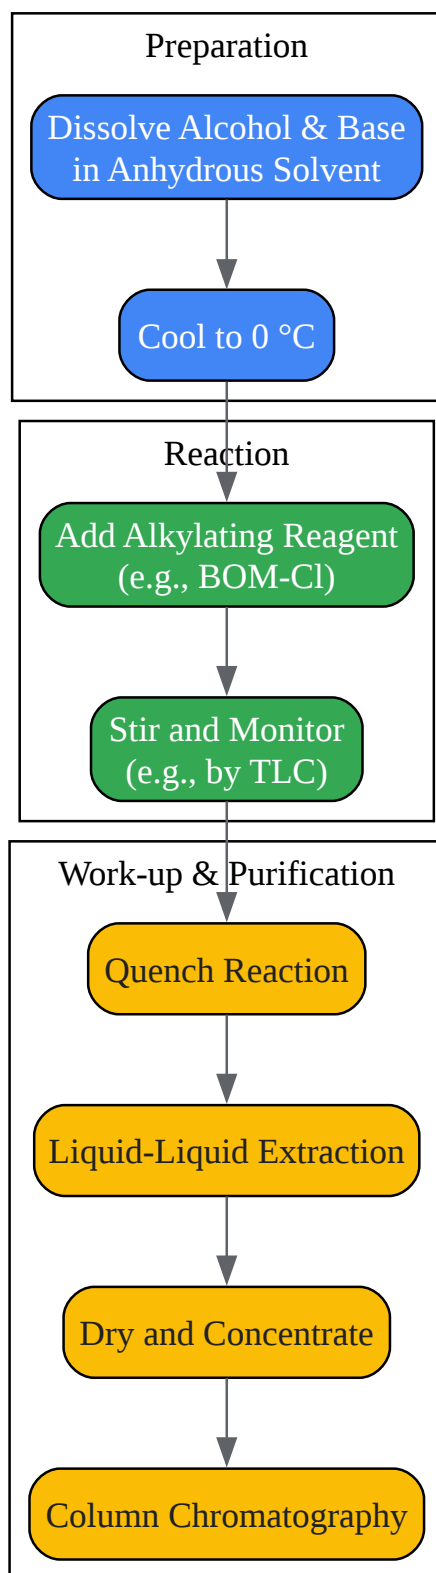 Preparation
Dissolve Alcohol & Base
in Anhydrous Solvent
Cool to 0 °C
Reaction
Add Alkylating Reagent
(e.g., BOM-Cl)
Stir and Monitor
(e.g., by TLC)
Work-up & Purification
Quench Reaction
Liquid-Liquid Extraction
Dry and Concentrate
Column Chromatography